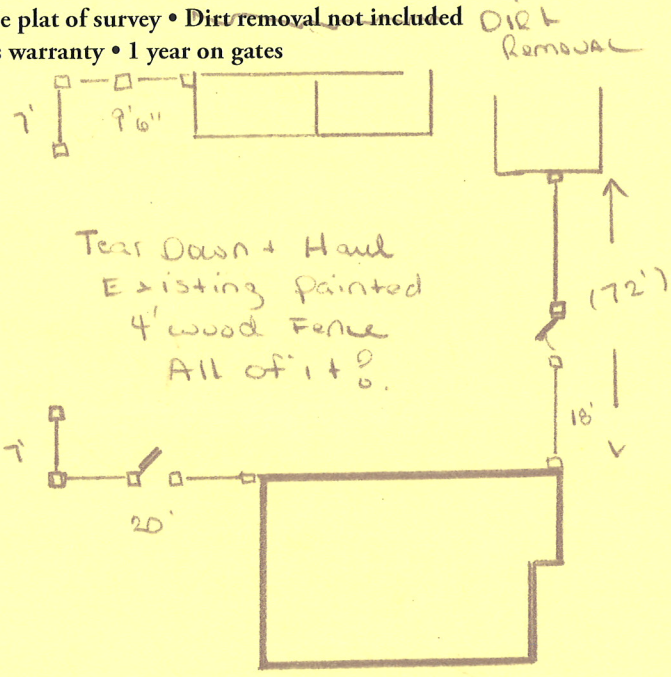 e plat of survey • Dirt removal not included
s warranty • 1 year on gates
Dirt
Removal
7'
9'6"
Tear Down + Haul
Existing Painted
4' wood Fence
All of it?
(72')
18'
7'
20'